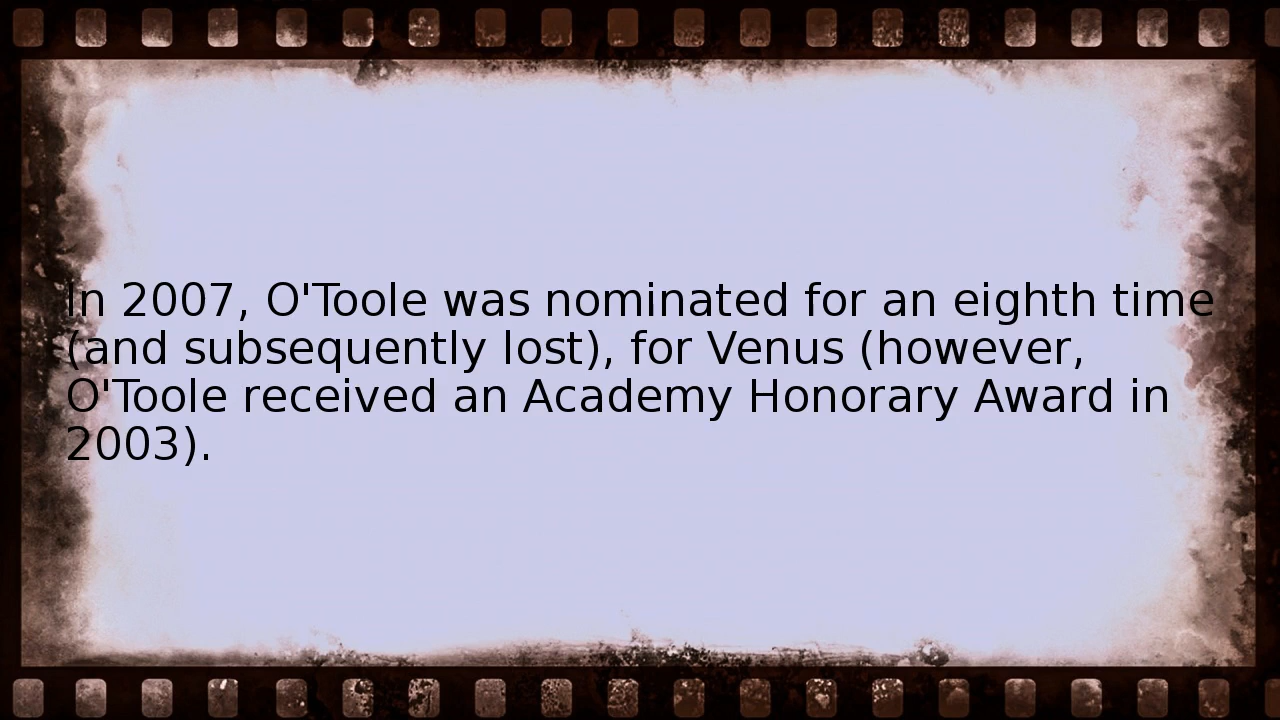 In 2007, O'Toole was nominated for an eighth time
(and subsequently lost), for Venus (however,
O'Toole received an Academy Honorary Award in
2003).